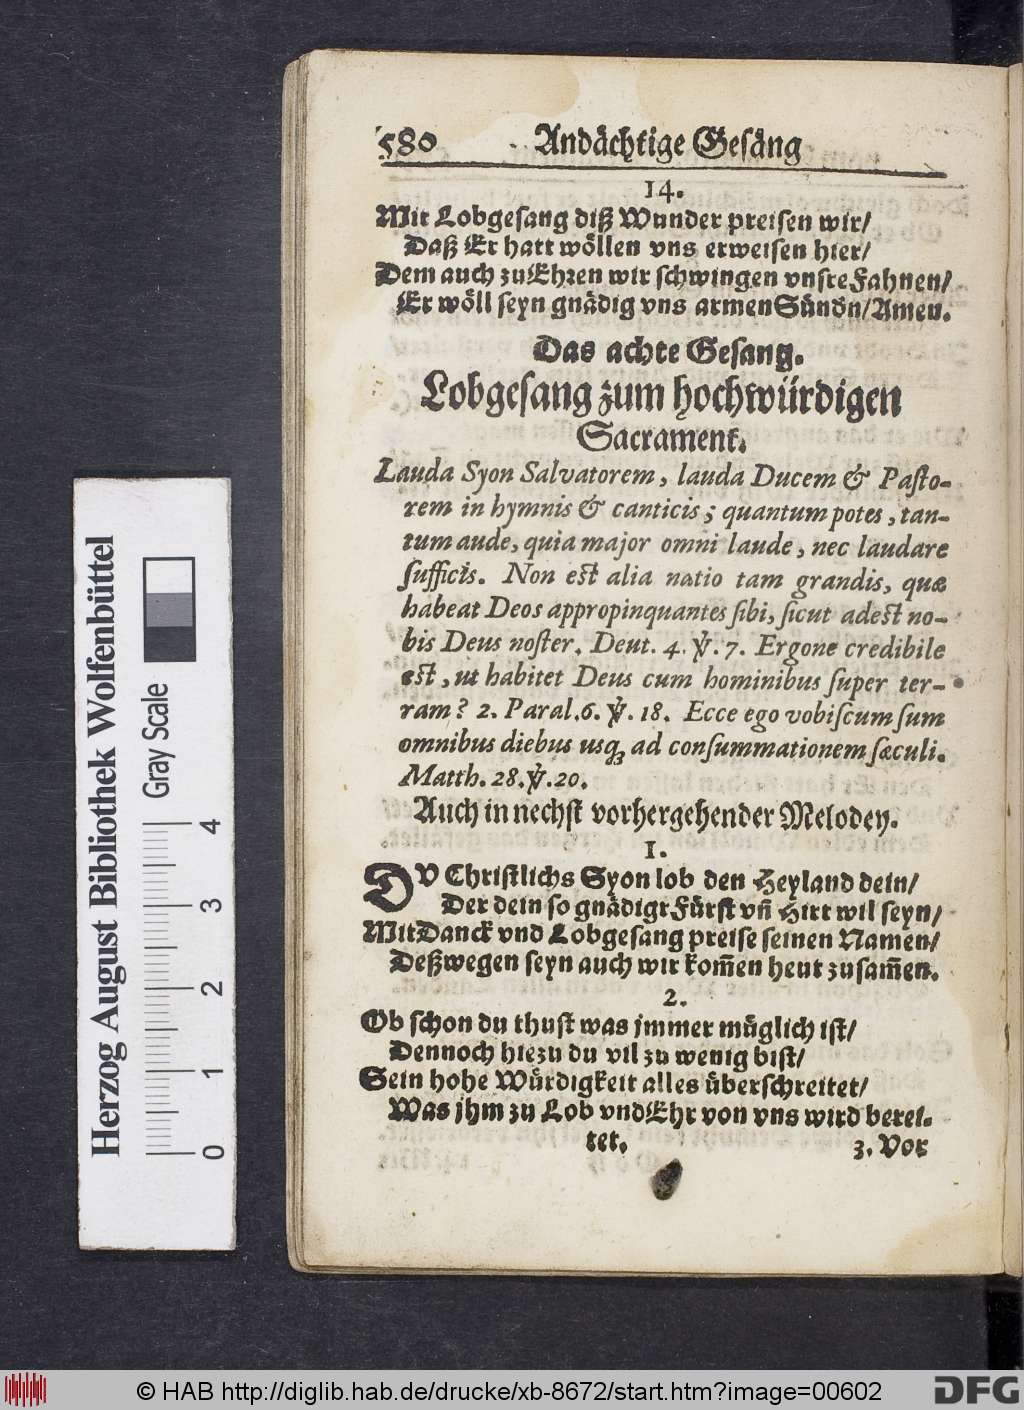 580 Andächtige Gesäng
14.
Mit Lobgesang diß Wunder preisen wir/
Daß Er hatt wöllen vns erweisen hier/
Dem auch zu Ehren wir schwingen vnsre Fahnen/
Er wöll seyn gnädig vns armen Sündn/Amen.
Das achte Gesang.
Lobgesang zum hochwürdigen
Sacrament.
Lauda Syon Salvatorem, lauda Ducem & Pasto-
rem in hymnis & canticis; quantum potes, tan-
tum aude, quia major omni laude, nec laudare
sufficis. Non est alia natio tam grandis, quæ
habeat Deos appropinquantes sibi, sicut adest no-
bis Deus noster. Deut. 4. ℣. 7. Ergone credibile
est, ut habitet Deus cum hominibus super ter-
ram? 2. Paral. 6. ℣. 18. Ecce ego vobiscum sum
omnibus diebus usq; ad consummationem sæculi.
Matth. 28. ℣. 20.
Auch in nechst vorhergehender Melodey.
1.
DV Christlichs Syon lob den Heyland dein/
Der dein so gnädigr Fürst vñ Hirt wil seyn/
Mit Danck vnd Lobgesang preise seinen Namen/
Deßwegen seyn auch wir kom̃en heut zusam̃en.
2.
Ob schon du thust was jmmer müglich ist/
Dennoch hiezu du vil zu wenig bist/
Sein hohe Würdigkeit alles überschreitet/
Was jhm zu Lob vnd Ehr von vns wird berei-
tet.
3. Vor
Herzog August Bibliothek Wolfenbüttel
Gray Scale
0 1 2 3 4
© HAB http://diglib.hab.de/drucke/xb-8672/start.htm?image=00602
DFG